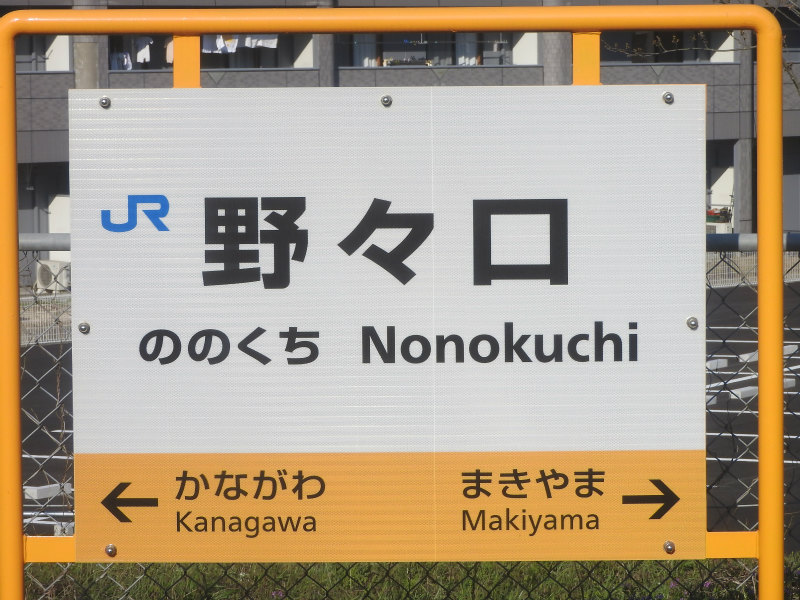 JR 野々口
ののくち Nonokuchi
← かながわ まきやま →
Kanagawa Makiyama